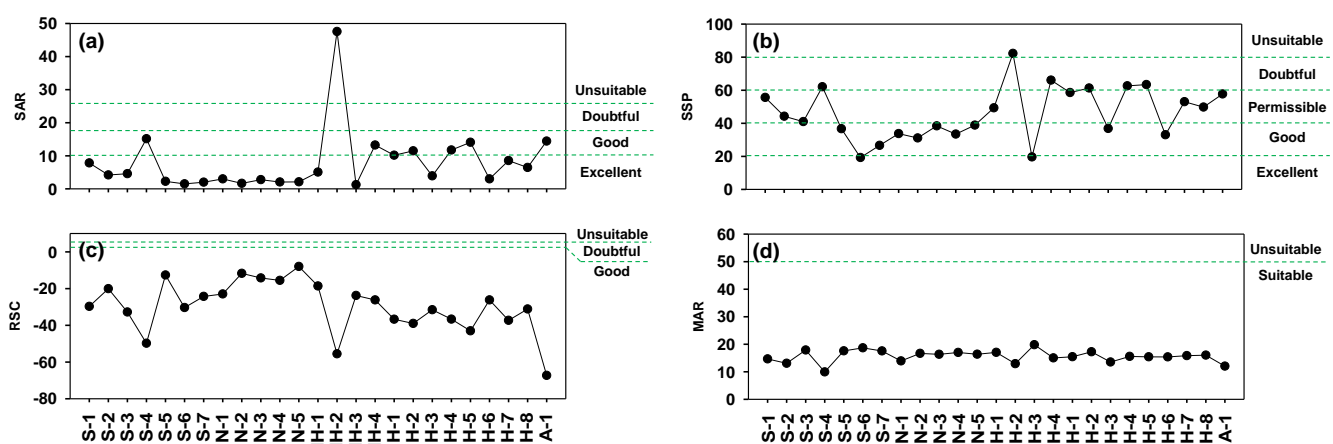 (a)
SAR
50
40
30
20
10
0
Unsuitable
Doubtful
Good
Excellent
(b)
SSP
100
80
60
40
20
0
Unsuitable
Doubtful
Permissible
Good
Excellent
(c)
RSC
0
-20
-40
-60
-80
Unsuitable
Doubtful
Good
S-1 S-2 S-3 S-4 S-5 S-6 S-7 N-1 N-2 N-3 N-4 N-5 H-1 H-2 H-3 H-4 H-1 H-2 H-3 H-4 H-5 H-6 H-7 H-8 A-1
(d)
MAR
60
50
40
30
20
10
0
Unsuitable
Suitable
S-1 S-2 S-3 S-4 S-5 S-6 S-7 N-1 N-2 N-3 N-4 N-5 H-1 H-2 H-3 H-4 H-1 H-2 H-3 H-4 H-5 H-6 H-7 H-8 A-1